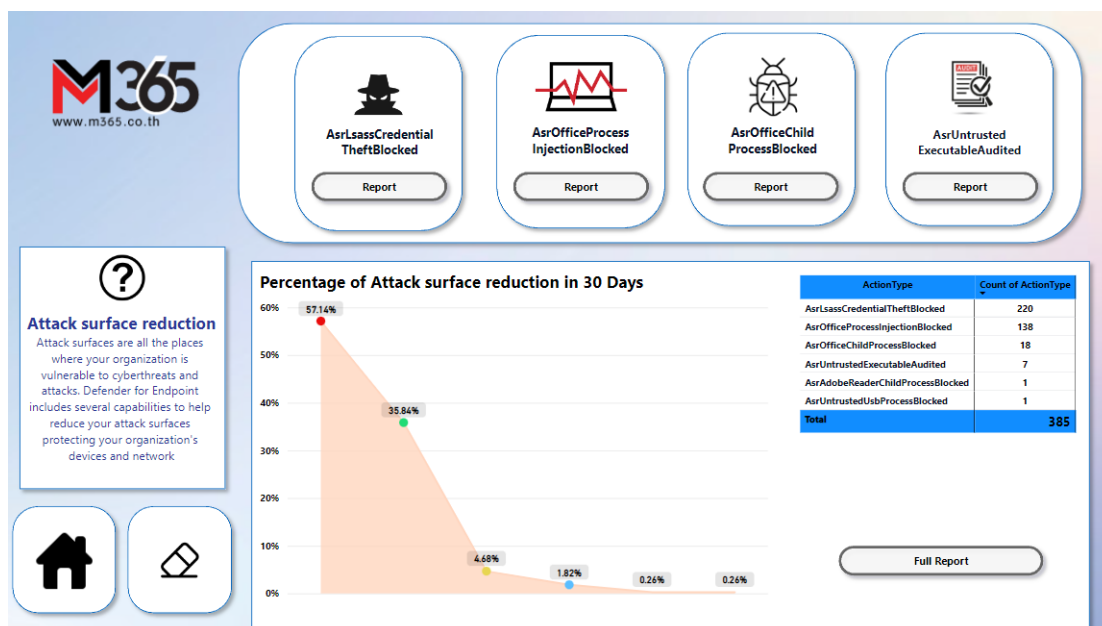 M365
www.m365.co.th
AsrLsassCredential
TheftBlocked
Report
AsrOfficeProcess
InjectionBlocked
Report
AsrOfficeChild
ProcessBlocked
Report
AUDIT
AsrUntrusted
ExecutableAudited
Report
?
Attack surface reduction
Attack surfaces are all the places
where your organization is
vulnerable to cyberthreats and
attacks. Defender for Endpoint
includes several capabilities to help
reduce your attack surfaces
protecting your organization's
devices and network
Percentage of Attack surface reduction in 30 Days
60%
50%
40%
30%
20%
10%
0%
57.14%
35.84%
4.68%
1.82%
0.26%
0.26%
ActionType Count of ActionType
AsrLsassCredentialTheftBlocked 220
AsrOfficeProcessInjectionBlocked 138
AsrOfficeChildProcessBlocked 18
AsrUntrustedExecutableAudited 7
AsrAdobeReaderChildProcessBlocked 1
AsrUntrustedUsbProcessBlocked 1
Total 385
Full Report